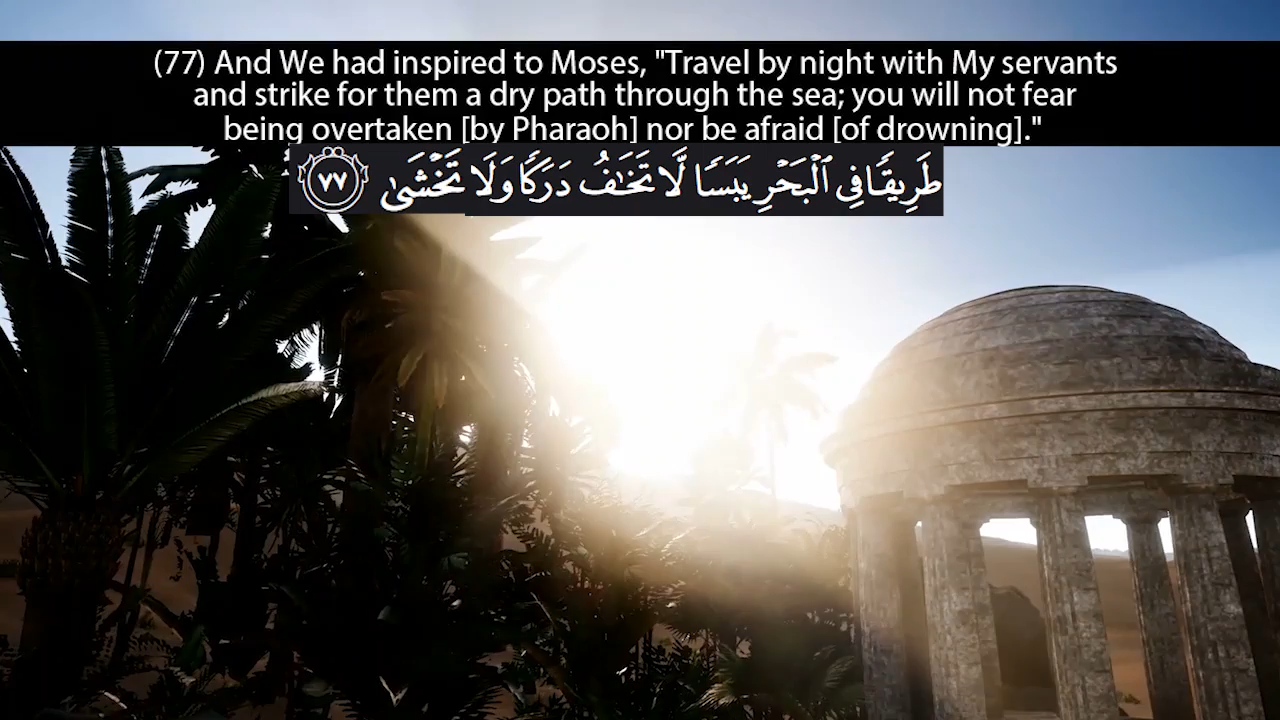 (77) And We had inspired to Moses, "Travel by night with My servants
and strike for them a dry path through the sea; you will not fear
being overtaken [by Pharaoh] nor be afraid [of drowning]."
طَرِيقًا فِي ٱلْبَحْرِ يَبَسًا لَّا تَخَٰفُ دَرَكًا وَلَا تَخْشَىٰ ٧٧